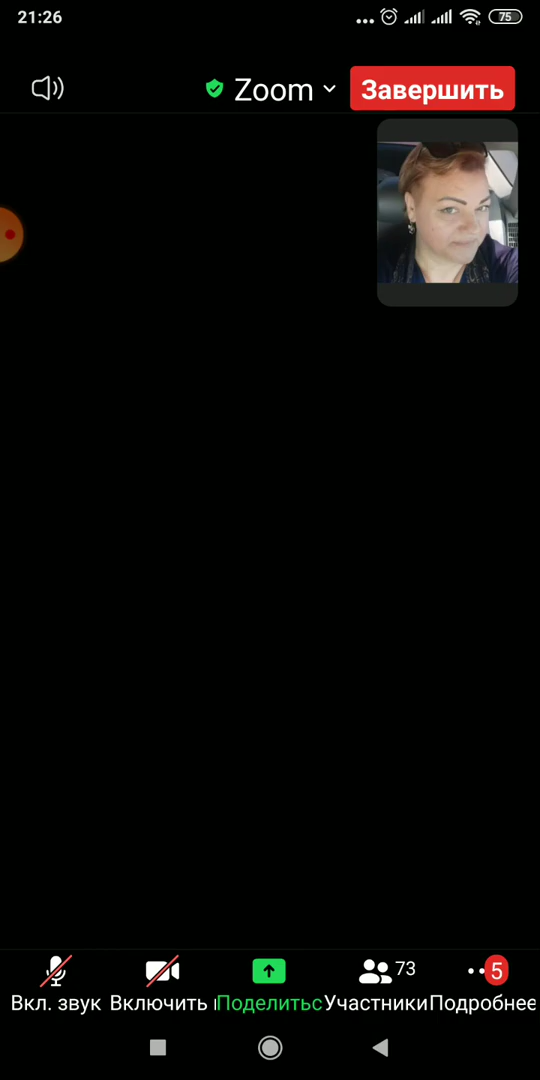 21:26
75
Zoom
Завершить
73
5
Вкл. звук
Включить
Поделитьс
Участники
Подробнее